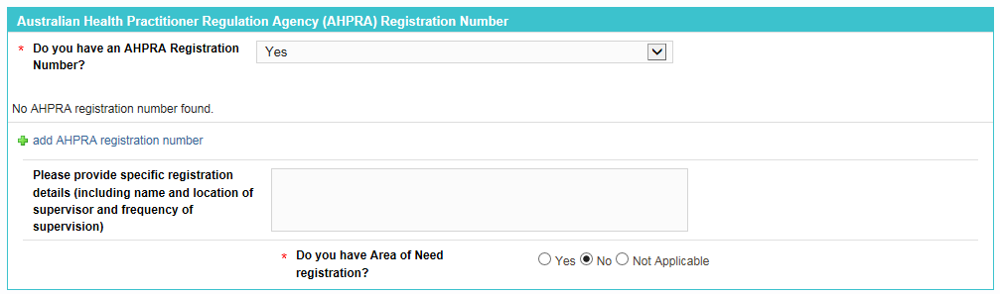 Australian Health Practitioner Regulation Agency (AHPRA) Registration Number
* Do you have an AHPRA Registration Number?
Yes
No AHPRA registration number found.
add AHPRA registration number
Please provide specific registration
details (including name and location of
supervisor and frequency of
supervision)
* Do you have Area of Need
registration?
Yes No Not Applicable